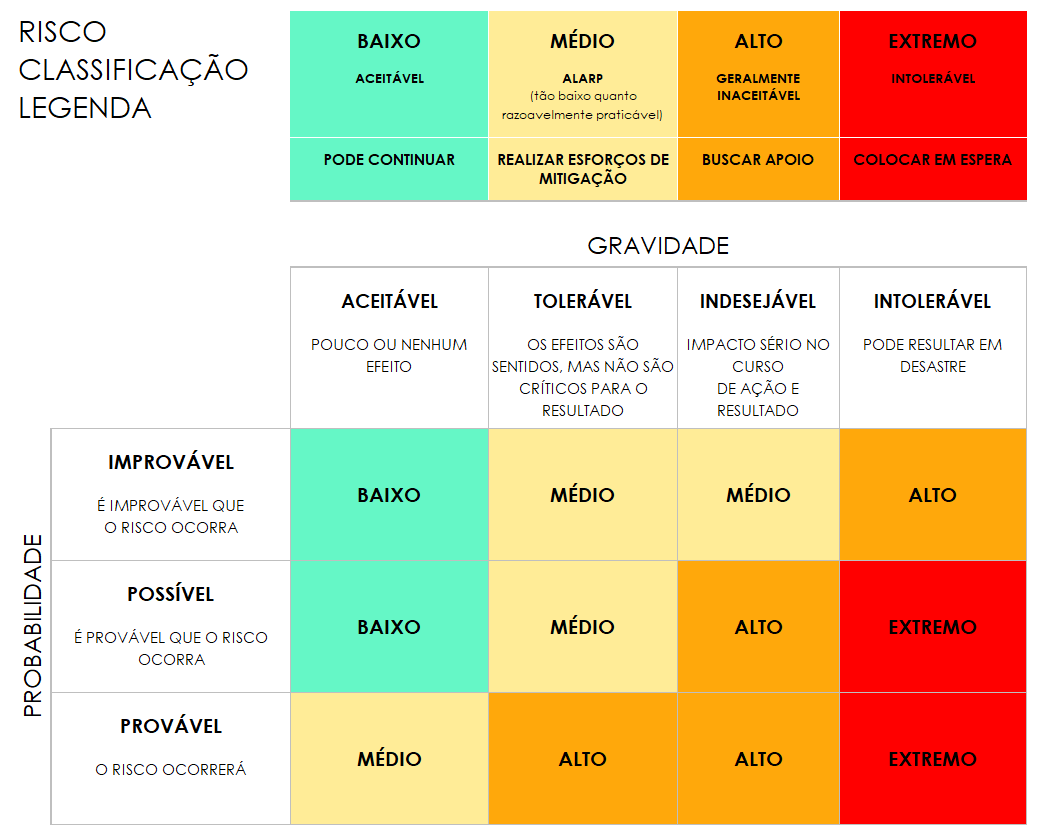 RISCO
CLASSIFICAÇÃO
LEGENDA
BAIXO
ACEITÁVEL
MÉDIO
ALARP
(tão baixo quanto
razoavelmente praticável)
ALTO
GERALMENTE
INACEITÁVEL
EXTREMO
INTOLERÁVEL
PODE CONTINUAR
REALIZAR ESFORÇOS DE
MITIGAÇÃO
BUSCAR APOIO
COLOCAR EM ESPERA
GRAVIDADE
ACEITÁVEL
POUCO OU NENHUM
EFEITO
TOLERÁVEL
OS EFEITOS SÃO
SENTIDOS, MAS NÃO SÃO
CRÍTICOS PARA O
RESULTADO
INDESEJÁVEL
IMPACTO SÉRIO NO
CURSO
DE AÇÃO E
RESULTADO
INTOLERÁVEL
PODE RESULTAR EM
DESASTRE
PROBABILIDADE
IMPROVÁVEL
É IMPROVÁVEL QUE
O RISCO OCORRA
BAIXO
MÉDIO
MÉDIO
ALTO
POSSÍVEL
É PROVÁVEL QUE O RISCO
OCORRA
BAIXO
MÉDIO
ALTO
EXTREMO
PROVÁVEL
O RISCO OCORRERÁ
MÉDIO
ALTO
ALTO
EXTREMO